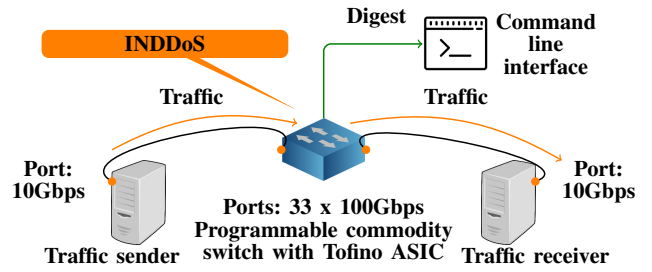 Digest
INDDoS
Command
line
interface
Traffic
Traffic
Port:
10Gbps
Port:
10Gbps
Ports: 33 x 100Gbps
Programmable commodity
switch with Tofino ASIC
Traffic sender
Traffic receiver